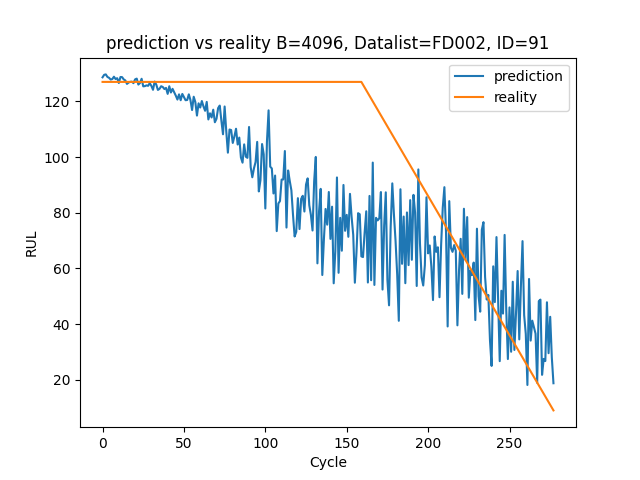 prediction vs reality B=4096, Datalist=FD002, ID=91
prediction
reality
RUL
120
100
80
60
40
20
0 50 100 150 200 250
Cycle